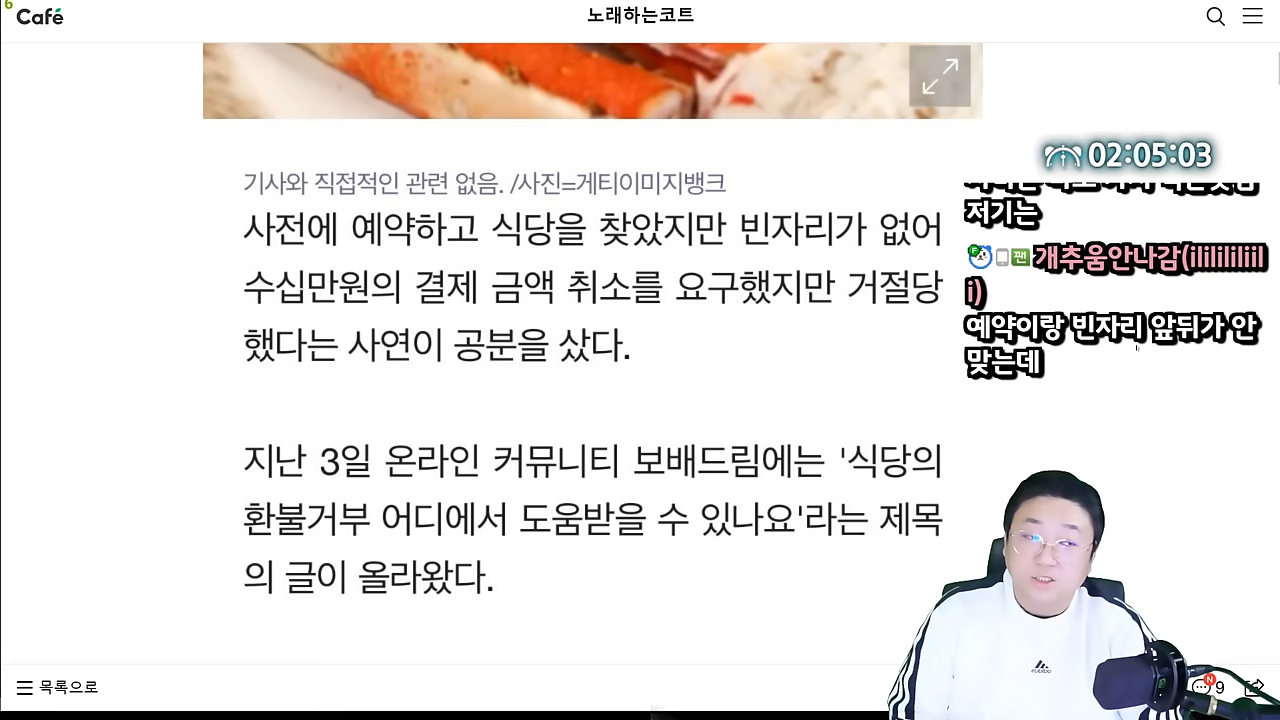 6
Café
노래하는코트
기사와 직접적인 관련 없음. /사진=게티이미지뱅크
사전에 예약하고 식당을 찾았지만 빈자리가 없어
수십만원의 결제 금액 취소를 요구했지만 거절당
했다는 사연이 공분을 샀다.
지난 3일 온라인 커뮤니티 보배드림에는 '식당의
환불거부 어디에서 도움받을 수 있나요'라는 제목
의 글이 올라왔다.
02:05:03
저기는
팬 개추움안나감(ililililiil
i)
예약이랑 빈자리 앞뒤가 안
맞는데
목록으로
N
9